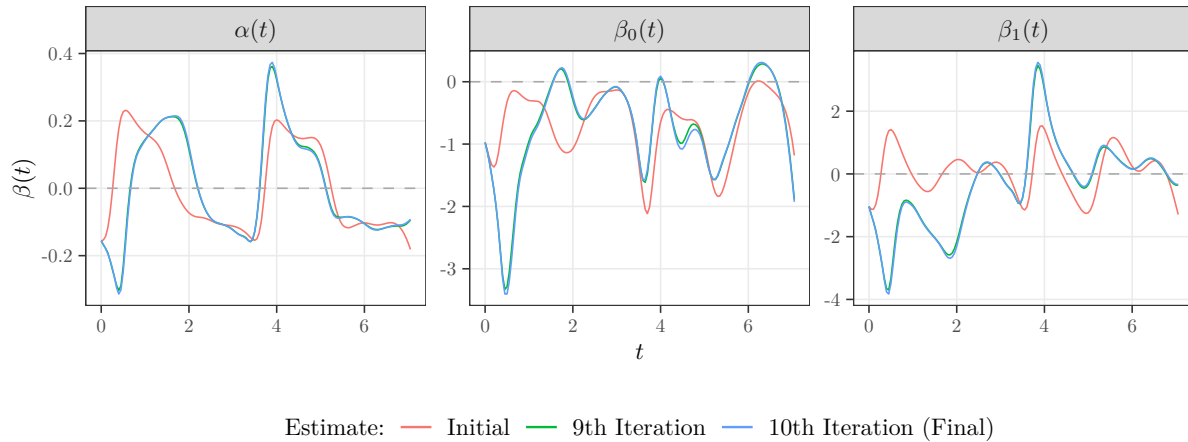 α(t) β₀(t) β₁(t)
β(t)
0.4
0.2
0.0
-0.2
0
-1
-2
-3
2
0
-2
-4
0 2 4 6 0 2 4 6 0 2 4 6
t
Estimate: Initial 9th Iteration 10th Iteration (Final)